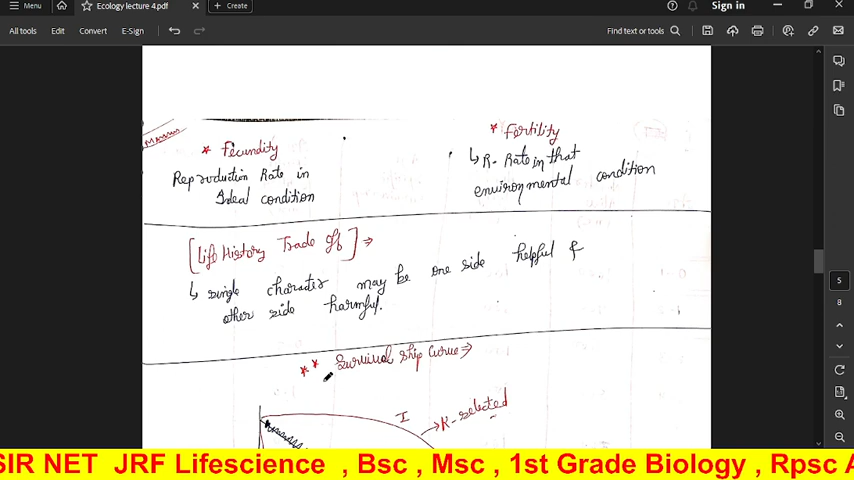 Menu
Ecology lecture 4.pdf
Create
Sign in
All tools Edit Convert E-Sign
Find text or tools
* Fecundity
Reproduction Rate in
Ideal condition
* Fertility
↳ R- Rate in that
environmental condition
[Life History Trade off] ⇒
↳ single character may be one side helpful &
other side harmful.
** Survival ship Curve ⇒
I
→ K-selected
5
8
SIR NET JRF Lifescience , Bsc , Msc , 1st Grade Biology , Rpsc A